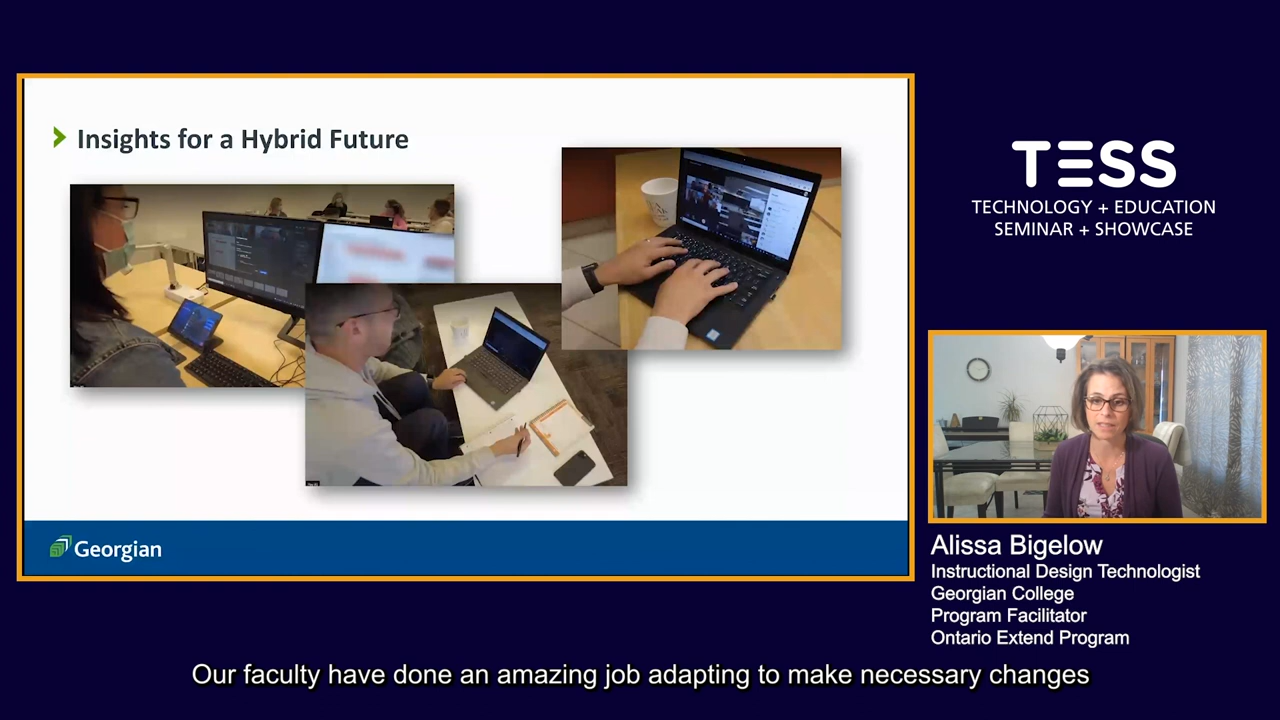 Insights for a Hybrid Future
Georgian
TESS
TECHNOLOGY + EDUCATION
SEMINAR + SHOWCASE
Alissa Bigelow
Instructional Design Technologist
Georgian College
Program Facilitator
Ontario Extend Program
Our faculty have done an amazing job adapting to make necessary changes